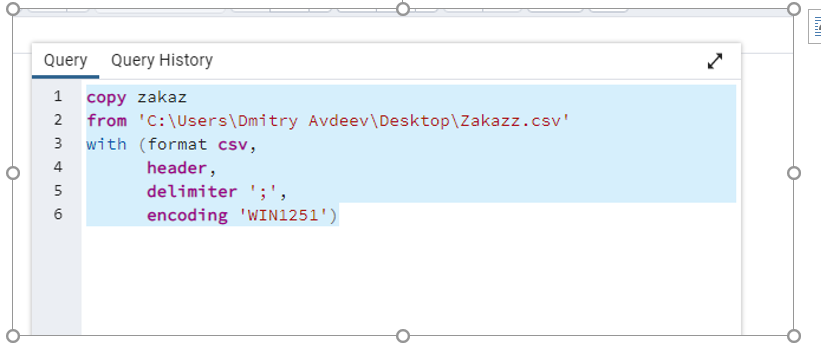 Query Query History
1 copy zakaz
2 from 'C:\Users\Dmitry Avdeev\Desktop\Zakazz.csv'
3 with (format csv,
4 header,
5 delimiter ';',
6 encoding 'WIN1251')